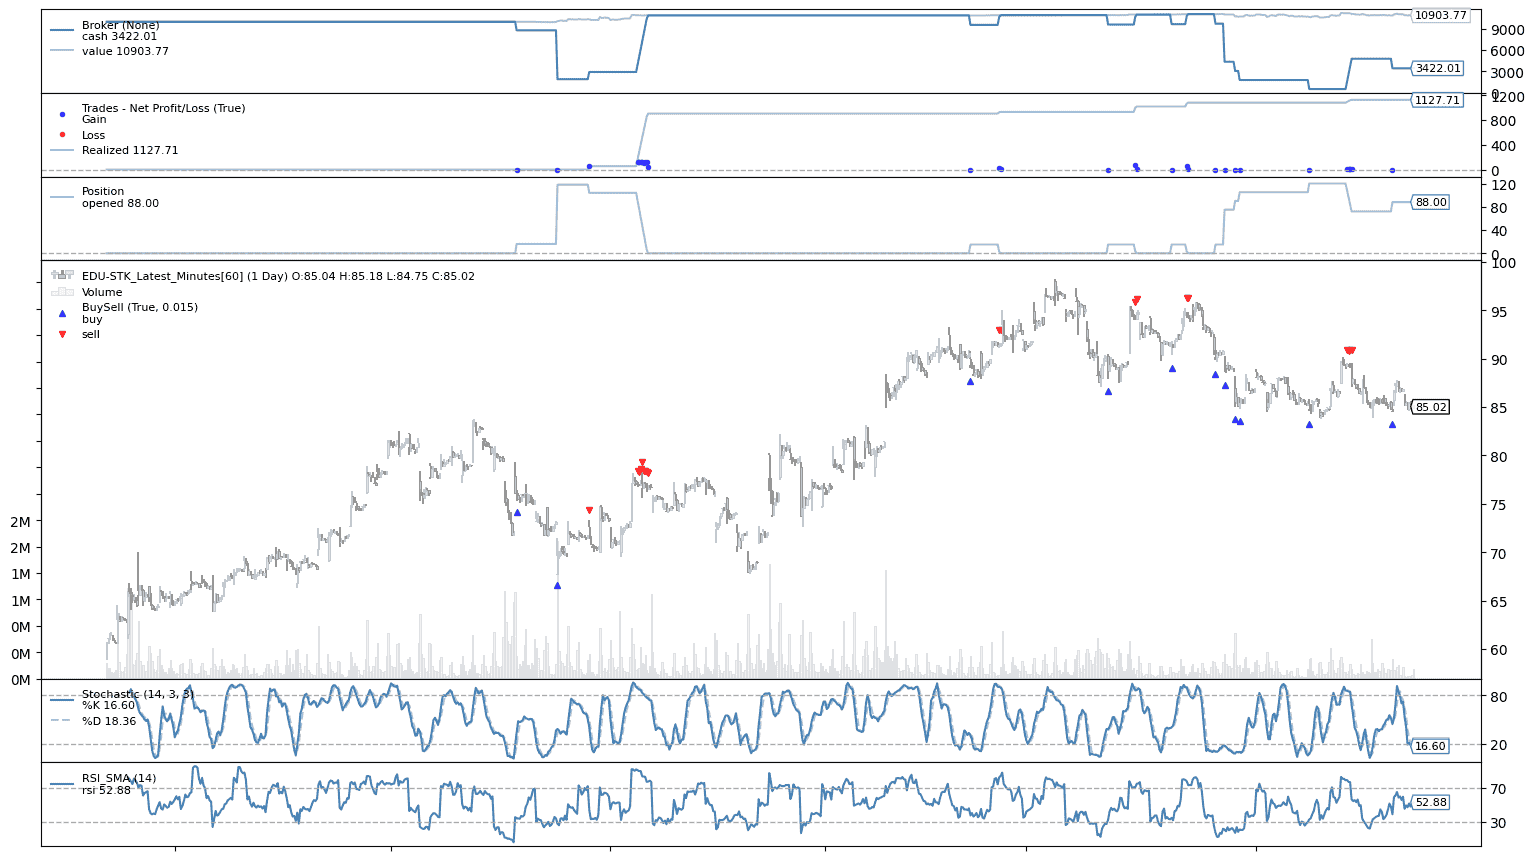 Broker (None)
cash 3422.01
value 10903.77
10903.77
9000
6000
3422.01
3000
0
Trades - Net Profit/Loss (True)
Gain
Loss
Realized 1127.71
1200
1127.71
800
400
0
Position
opened 88.00
120
88.00
80
40
0
EDU-STK_Latest_Minutes[60] (1 Day) O:85.04 H:85.18 L:84.75 C:85.02
Volume
BuySell (True, 0.015)
buy
sell
100
95
90
85.02
85
80
75
70
65
60
2M
2M
1M
1M
0M
0M
0M
Stochastic (14, 3, 3)
%K 16.60
%D 18.36
80
20
16.60
RSI_SMA (14)
rsi 52.88
70
52.88
30